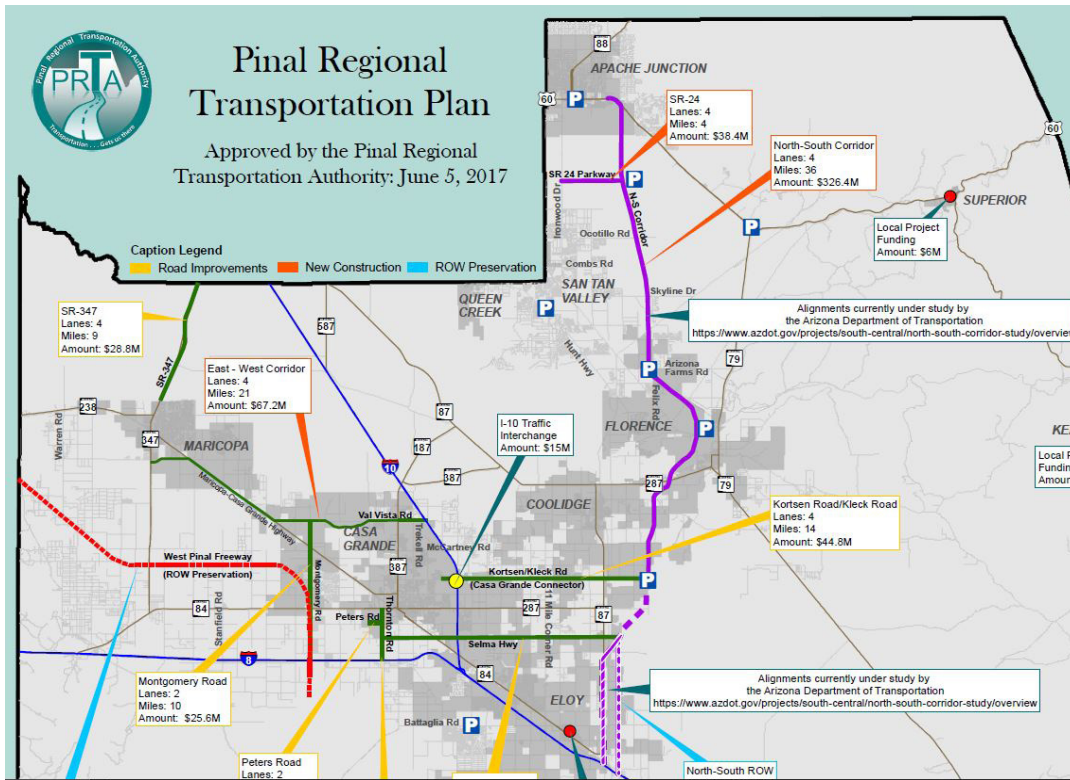 Pinal Regional Transportation Authority
PRTA
Transportation . . . Gets us there
Pinal Regional
Transportation Plan
Approved by the Pinal Regional
Transportation Authority: June 5, 2017
Caption Legend
Road Improvements
New Construction
ROW Preservation
88
APACHE JUNCTION
60
P
SR-24
Lanes: 4
Miles: 4
Amount: $38.4M
60
North-South Corridor
Lanes: 4
Miles: 36
Amount: $326.4M
SR 24 Parkway
P
N-S Corridor
Ironwood Dr
SUPERIOR
Ocotillo Rd
P
Local Project
Funding
Amount: $6M
Combs Rd
SAN TAN
VALLEY
QUEEN
CREEK
P
Skyline Dr
Alignments currently under study by
the Arizona Department of Transportation
https://www.azdot.gov/projects/south-central/north-south-corridor-study/overview
SR-347
Lanes: 4
Miles: 9
Amount: $28.8M
SR-347
587
Hunt Hwy
79
P
Arizona
Farms Rd
Felix Rd
East - West Corridor
Lanes: 4
Miles: 21
Amount: $67.2M
238
Warren Rd
347
MARICOPA
87
187
387
10
I-10 Traffic
Interchange
Amount: $15M
FLORENCE
P
287
79
KE
Local P
Fundin
Amoun
Maricopa-Casa Grande Highway
Val Vista Rd
CASA
GRANDE
Trekell Rd
McCartney Rd
COOLIDGE
Kortsen Road/Kleck Road
Lanes: 4
Miles: 14
Amount: $44.8M
West Pinal Freeway
(ROW Preservation)
Montgomery Rd
387
Kortsen/Kleck Rd
(Casa Grande Connector)
P
84
Stanfield Rd
Peters Rd
Thornton Rd
287
11 Mile Corner Rd
87
Selma Hwy
8
84
Montgomery Road
Lanes: 2
Miles: 10
Amount: $25.6M
Alignments currently under study by
the Arizona Department of Transportation
https://www.azdot.gov/projects/south-central/north-south-corridor-study/overview
ELOY
Battaglia Rd
P
Peters Road
Lanes: 2
North-South ROW